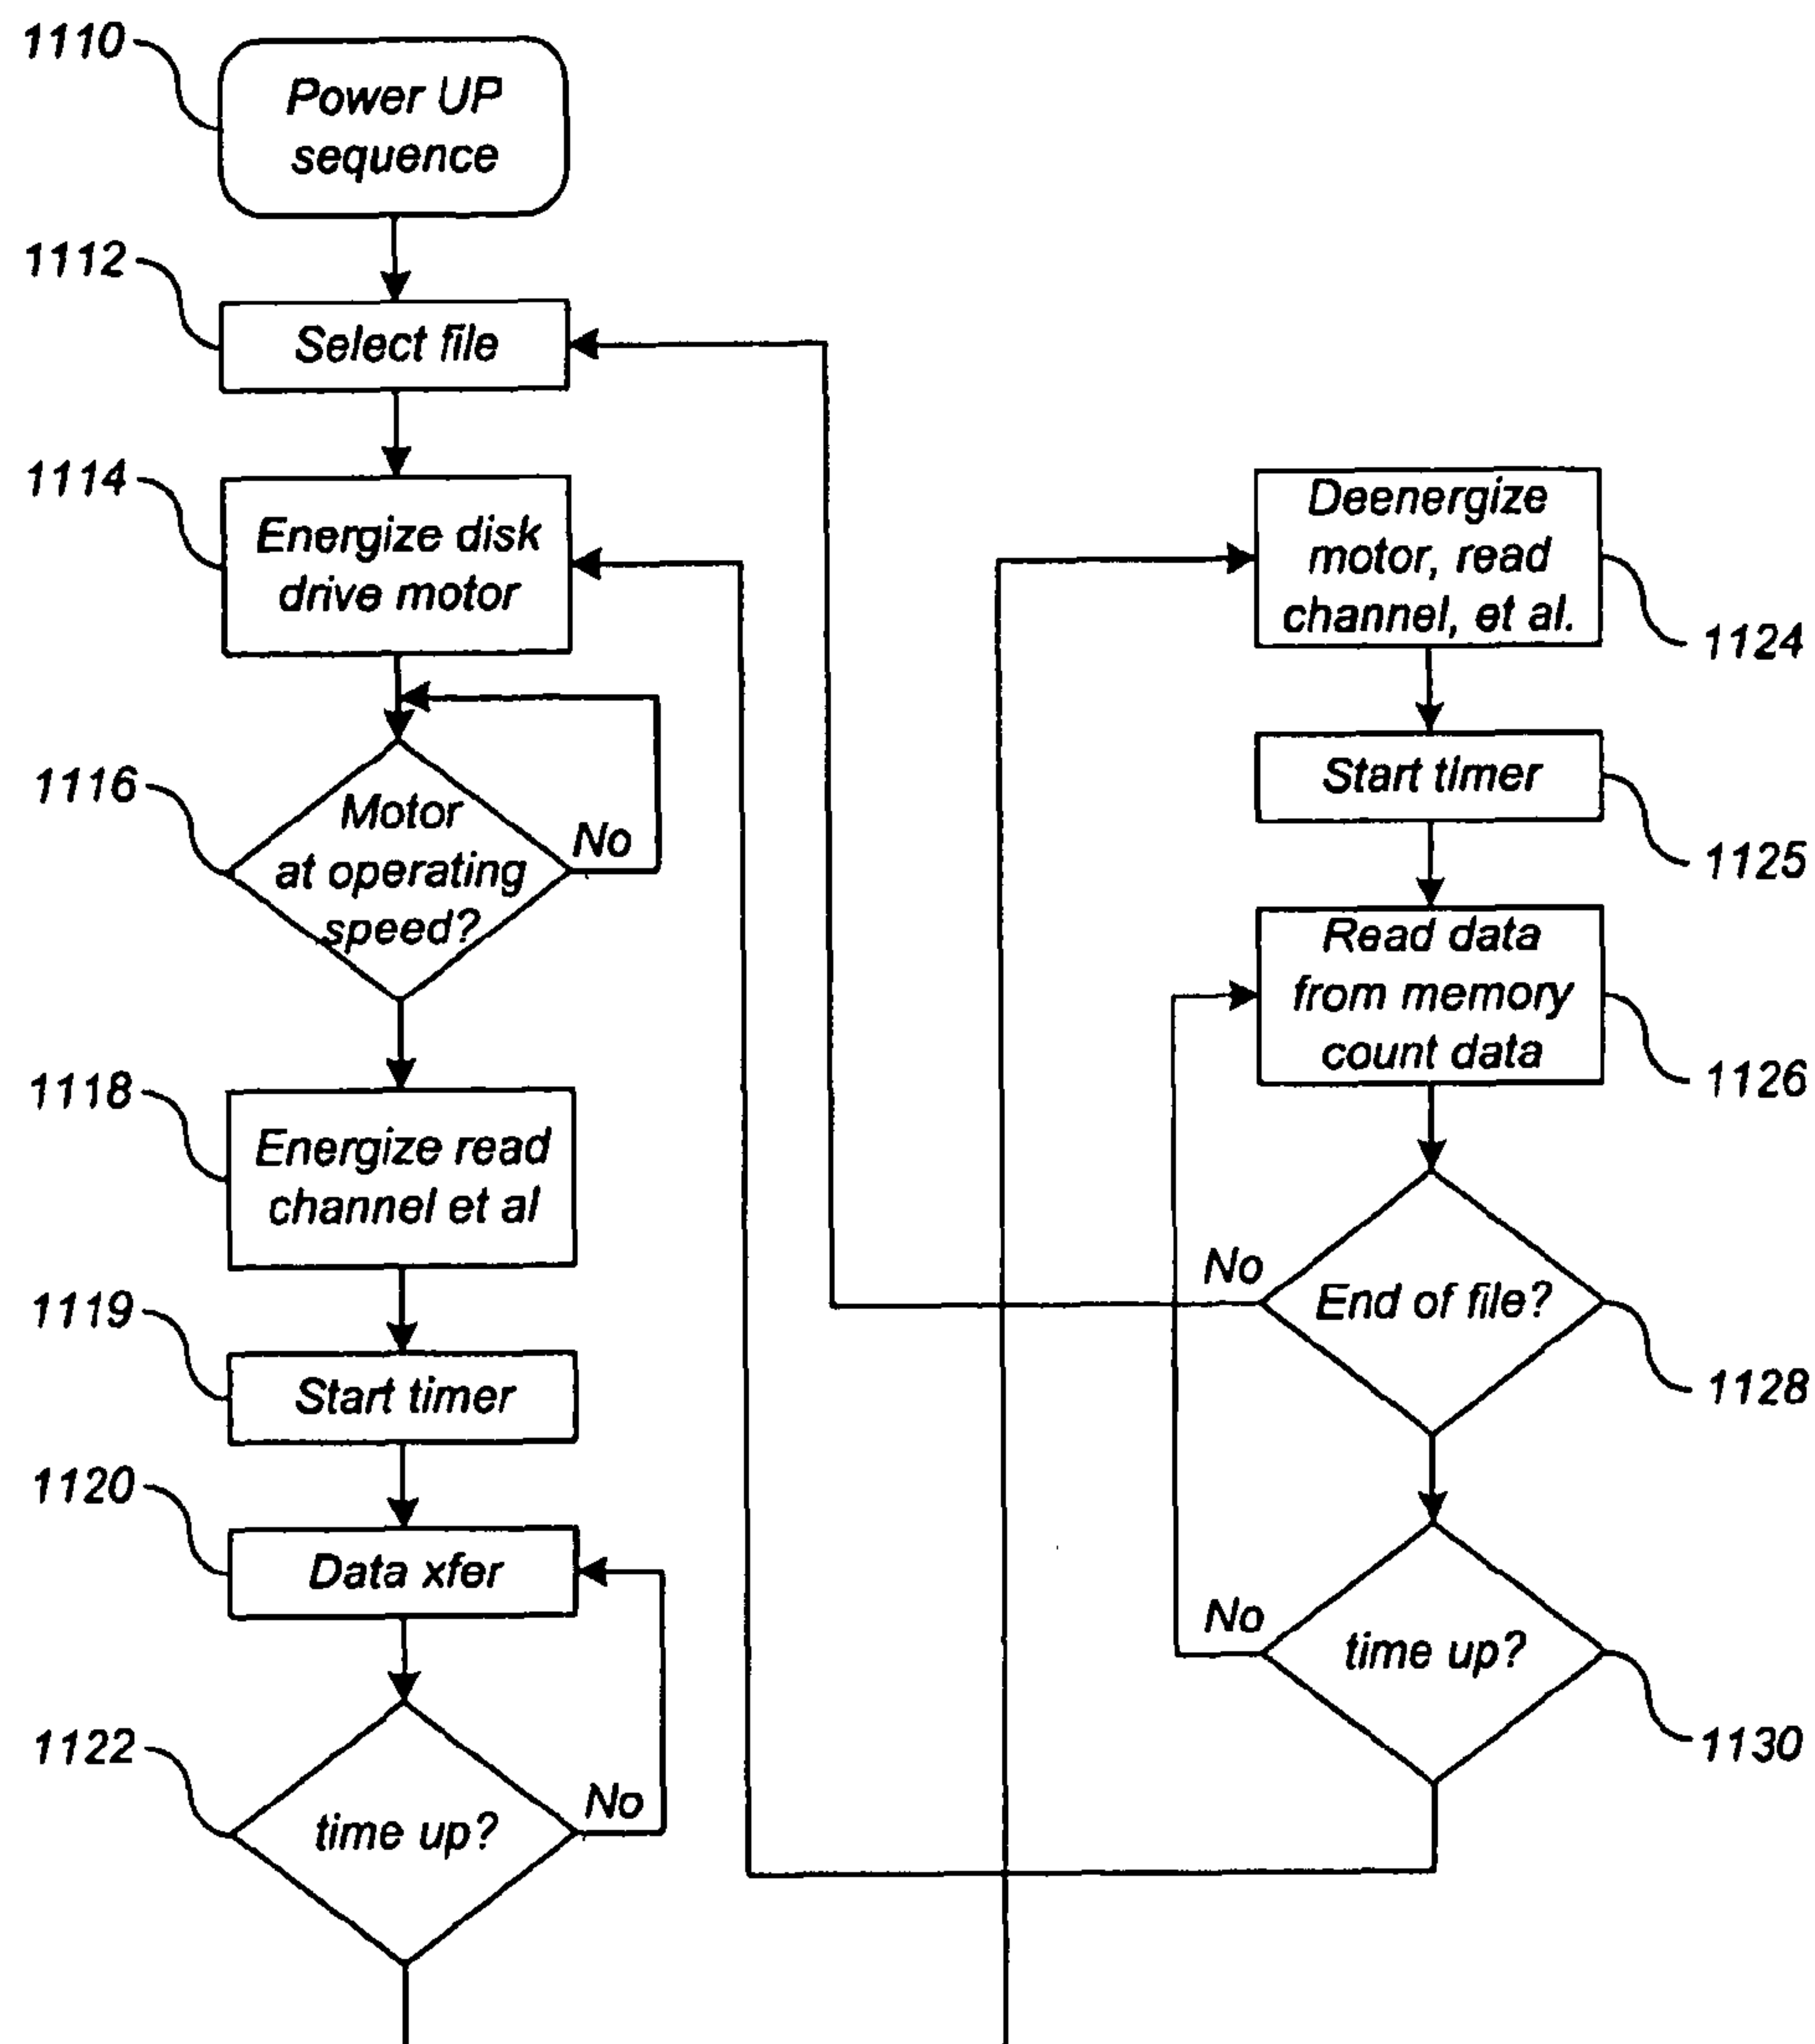 1110
Power UP
sequence
1112
Select file
1114
Energize disk
drive motor
1116
Motor
at operating
speed?
No
1118
Energize read
channel et al
1119
Start timer
1120
Data xfer
1122
time up?
No
Deenergize
motor, read
channel, et al.
1124
Start timer
1125
Read data
from memory
count data
1126
No
End of file?
1128
No
time up?
1130